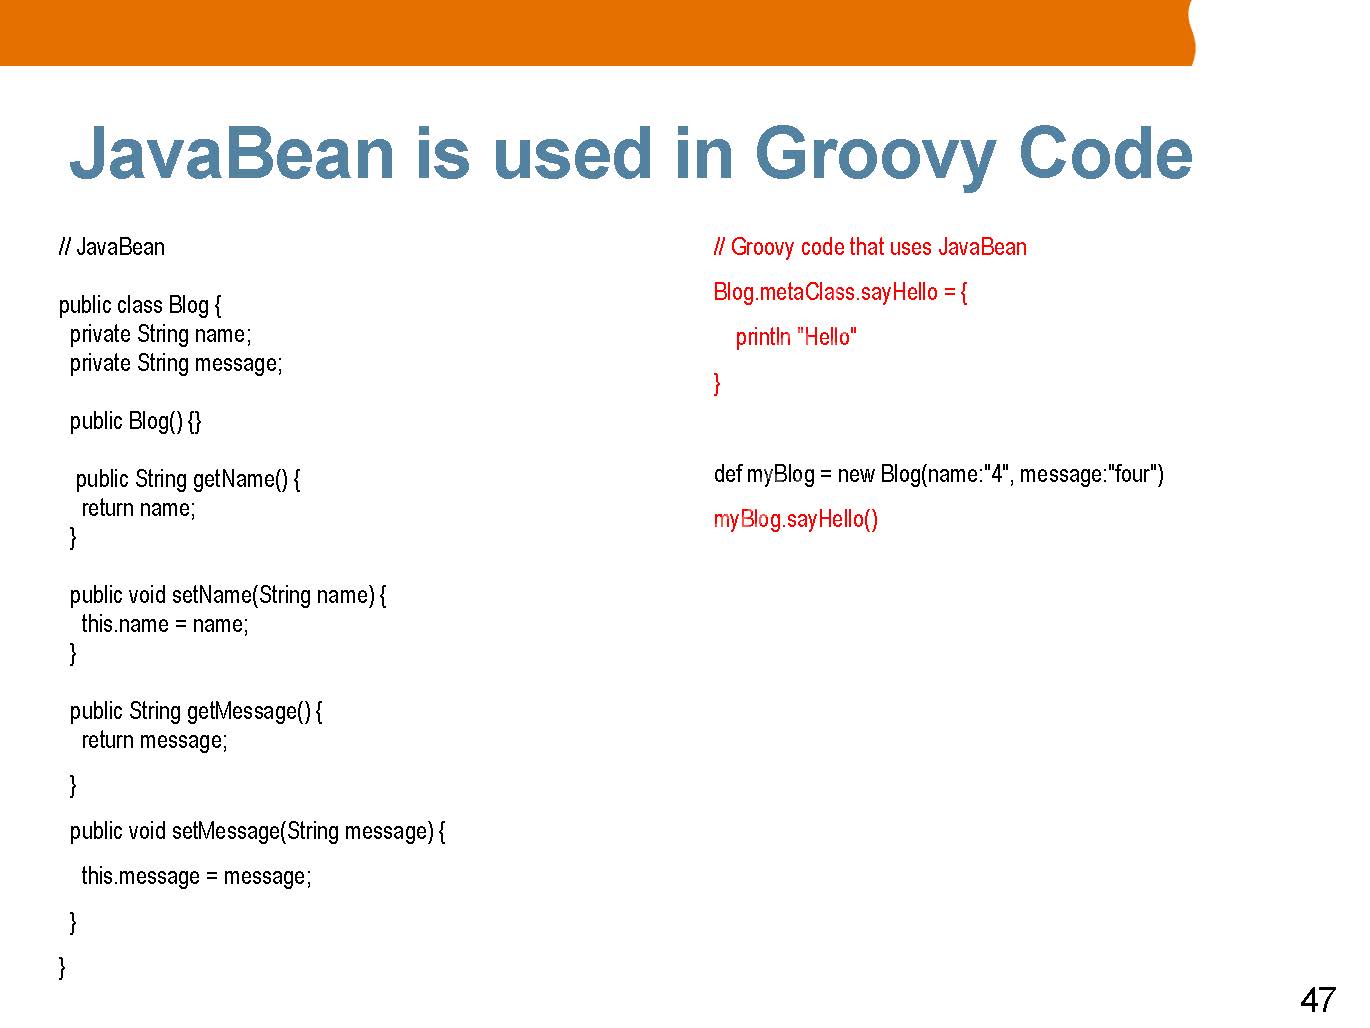 JavaBean is used in Groovy Code
// JavaBean
public class Blog {
private String name;
private String message;
public Blog() {}
public String getName() {
return name;
}
public void setName(String name) {
this.name = name;
}
public String getMessage() {
return message;
}
public void setMessage(String message) {
this.message = message;
}
}
// Groovy code that uses JavaBean
Blog.metaClass.sayHello = {
println "Hello"
}
def myBlog = new Blog(name:"4", message:"four")
myBlog.sayHello()
47